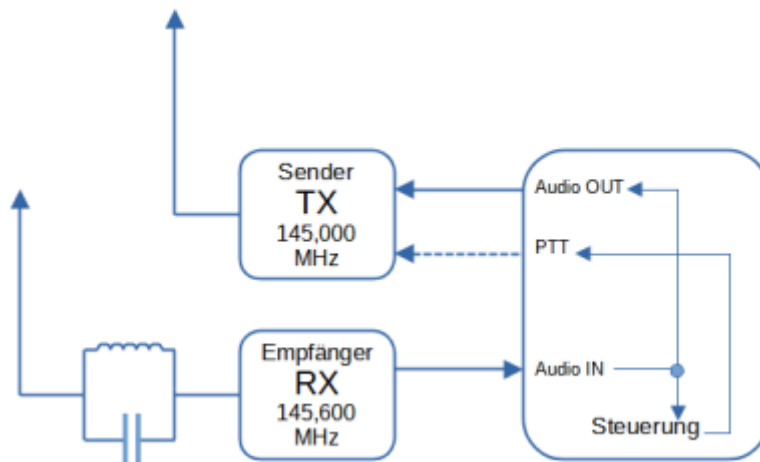 Sender
TX
145,000
MHz
Audio OUT
PTT
Empfänger
RX
145,600
MHz
Audio IN
Steuerung